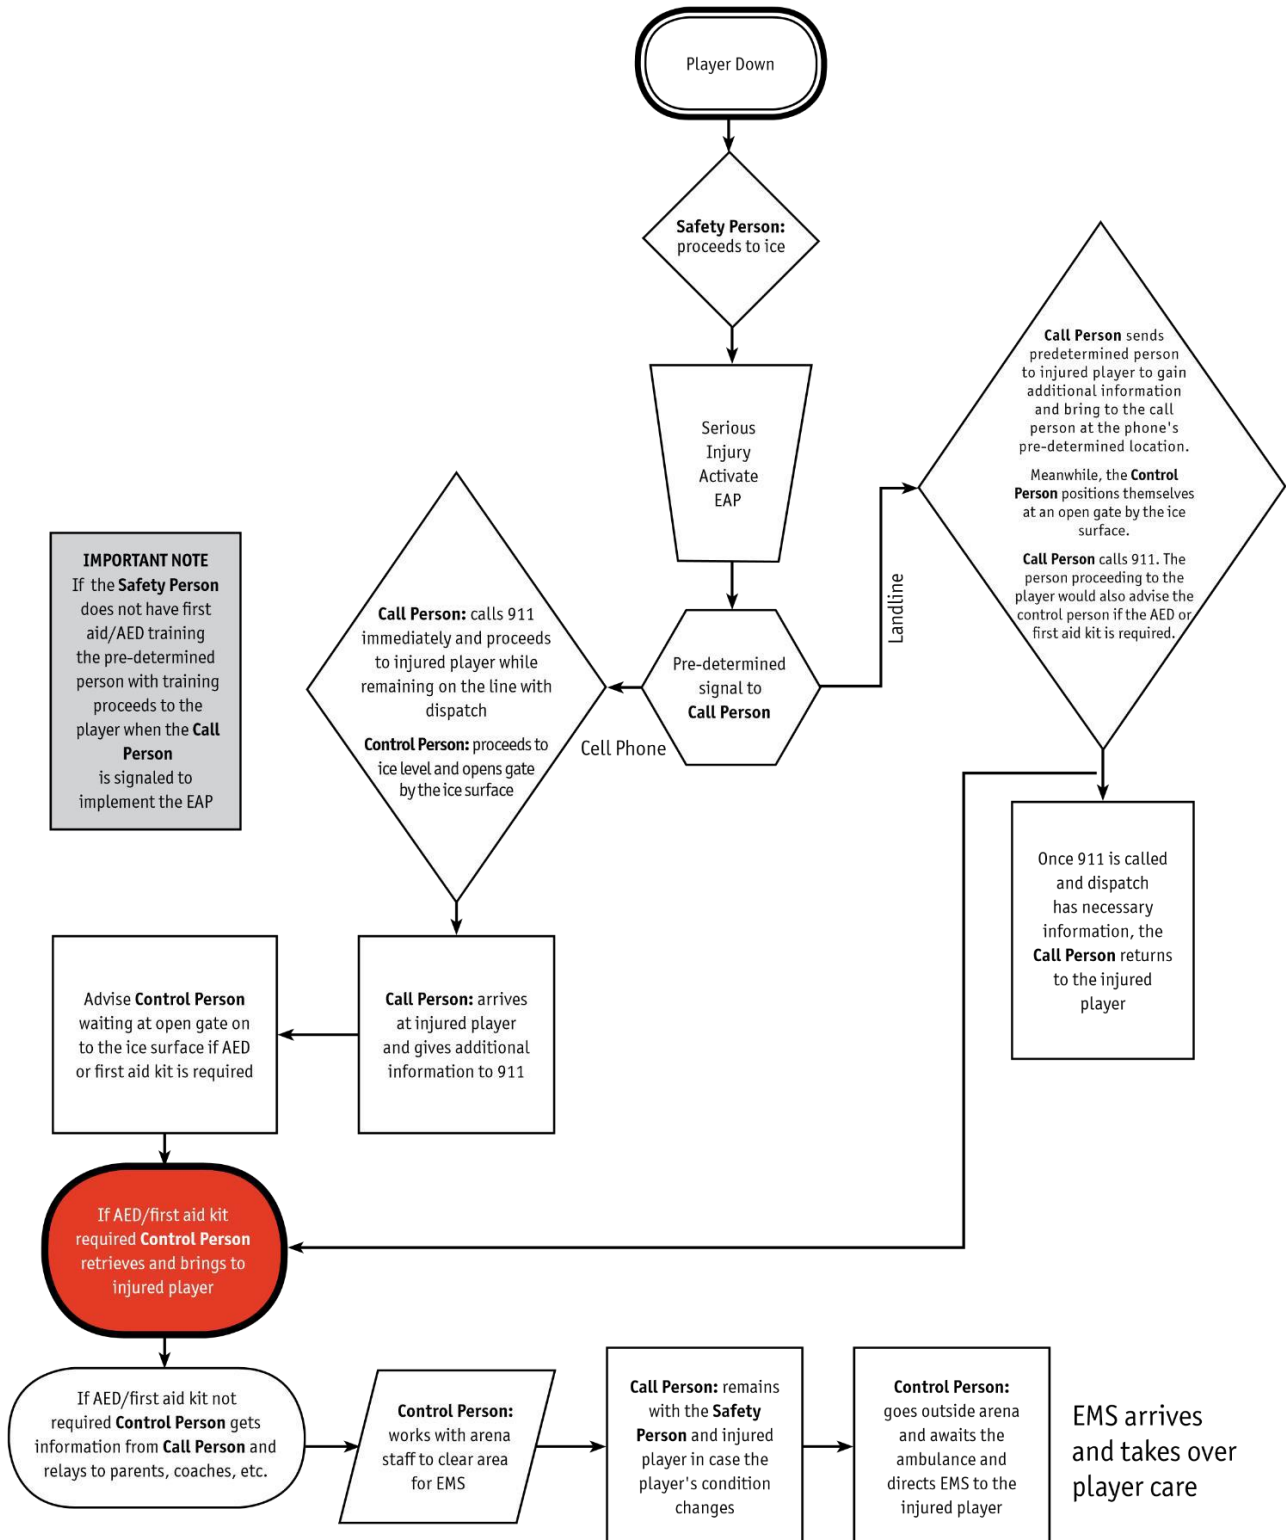 Player Down
Safety Person:
proceeds to ice
Serious
Injury
Activate
EAP
Pre-determined
signal to
Call Person
Landline
Cell Phone
Call Person sends
predetermined person
to injured player to gain
additional information
and bring to the call
person at the phone's
pre-determined location.
Meanwhile, the Control
Person positions themselves
at an open gate by the ice
surface.
Call Person calls 911. The
person proceeding to the
player would also advise the
control person if the AED or
first aid kit is required.
Once 911 is called
and dispatch
has necessary
information, the
Call Person returns
to the injured
player
IMPORTANT NOTE
If the Safety Person
does not have first
aid/AED training
the pre-determined
person with training
proceeds to the
player when the Call
Person
is signaled to
implement the EAP
Call Person: calls 911
immediately and proceeds
to injured player while
remaining on the line with
dispatch
Control Person: proceeds to
ice level and opens gate
by the ice surface
Call Person: arrives
at injured player
and gives additional
information to 911
Advise Control Person
waiting at open gate on
to the ice surface if AED
or first aid kit is required
If AED/first aid kit
required Control Person
retrieves and brings to
injured player
If AED/first aid kit not
required Control Person gets
information from Call Person and
relays to parents, coaches, etc.
Control Person:
works with arena
staff to clear area
for EMS
Call Person: remains
with the Safety
Person and injured
player in case the
player's condition
changes
Control Person:
goes outside arena
and awaits the
ambulance and
directs EMS to the
injured player
EMS arrives
and takes over
player care